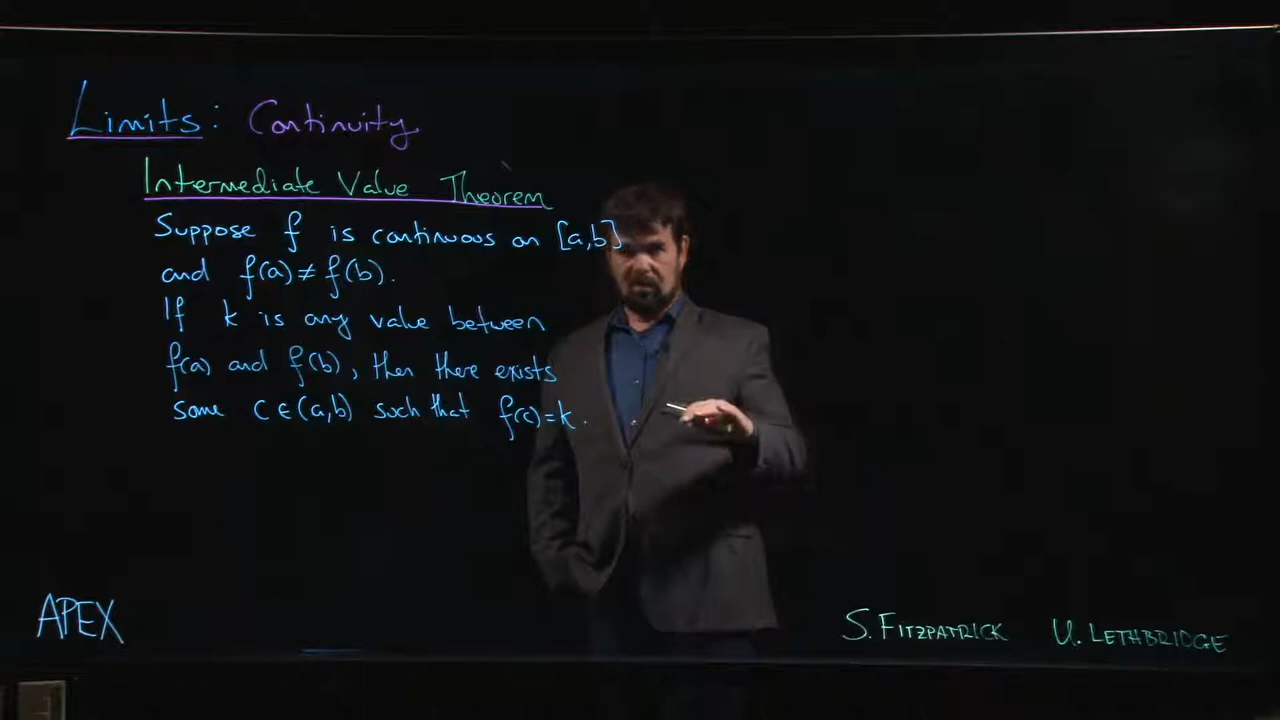 Limits: Continuity
Intermediate Value Theorem
Suppose f is continuous on [a,b]
and f(a) ≠ f(b).
If k is any value between
f(a) and f(b), then there exists
some c ∈ (a,b) such that f(c)=k.
APEX
S. FITZPATRICK U. LETHBRIDGE